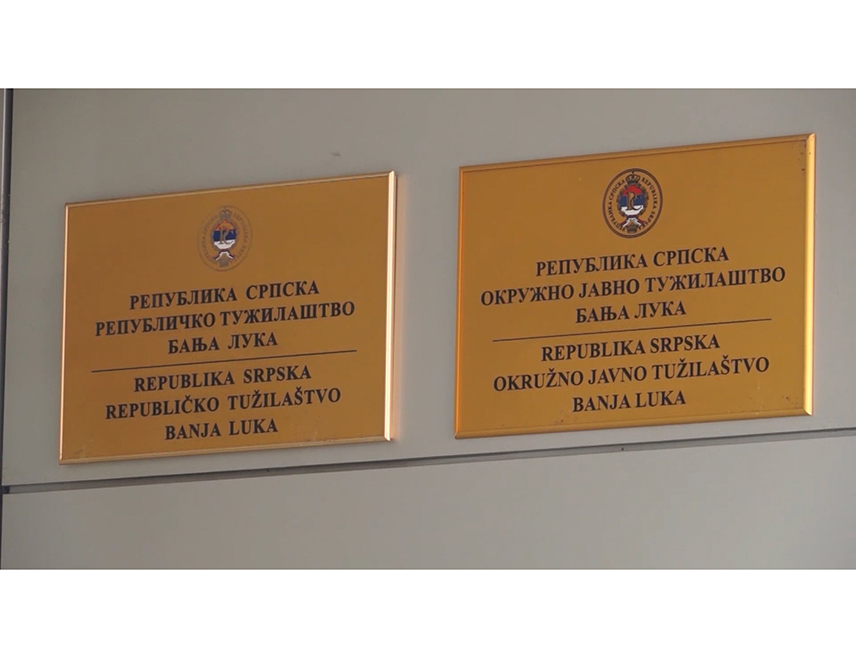 РЕПУБЛИКА СРПСКА
РЕПУБЛИЧКО ТУЖИЛАШТВО
БАЊА ЛУКА
REPUBLIKA SRPSKA
REPUBLIČKO TUŽILAŠTVO
BANJA LUKA
РЕПУБЛИКА СРПСКА
ОКРУЖНО ЈАВНО ТУЖИЛАШТВО
БАЊА ЛУКА
REPUBLIKA SRPSKA
OKRUŽNO JAVNO TUŽILAŠTVO
BANJA LUKA